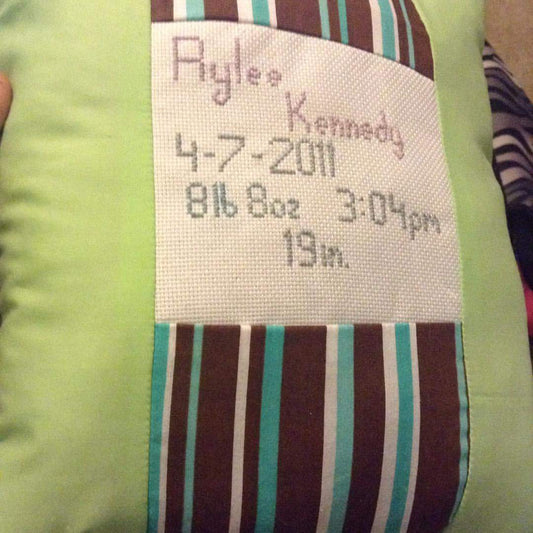 Rylee
Kennedy
4-7-2011
8lb 8oz 3:04pm
19in.